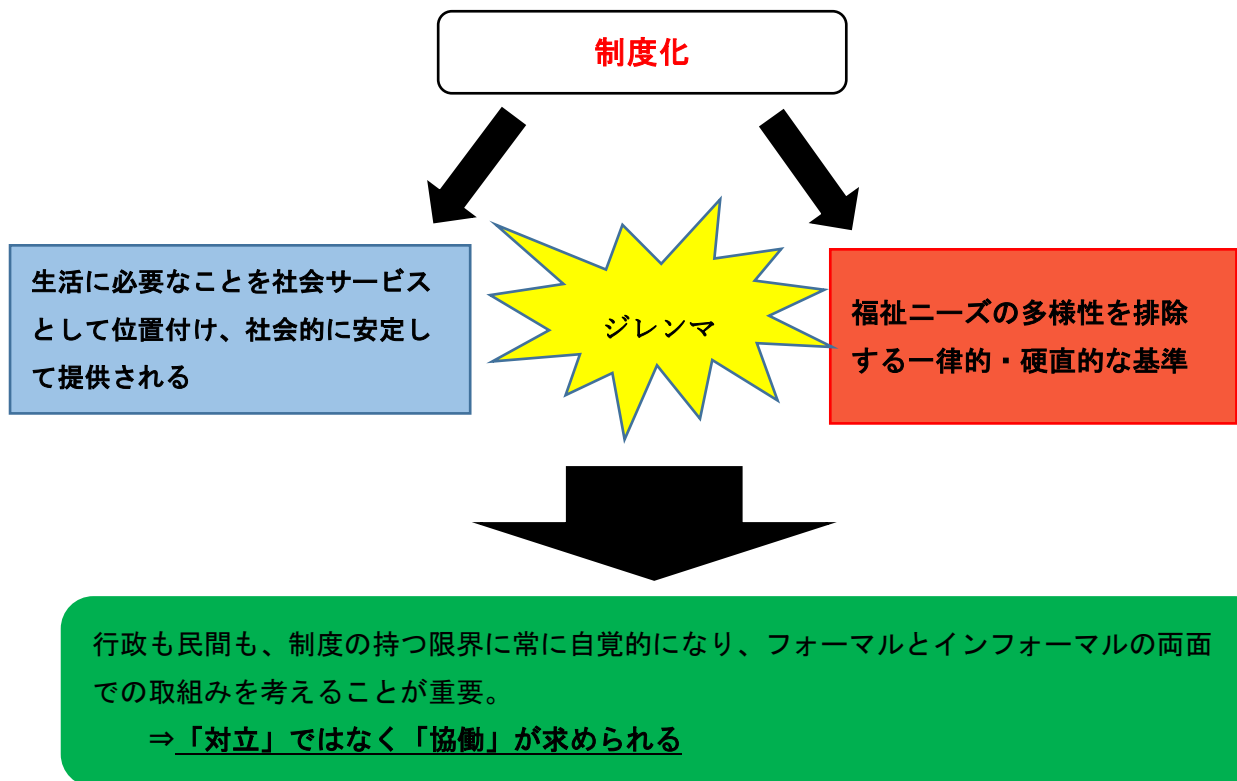 制度化
生活に必要なことを社会サービス
として位置付け、社会的に安定し
て提供される
ジレンマ
福祉ニーズの多様性を排除
する一律的・硬直的な基準
行政も民間も、制度の持つ限界に常に自覚的になり、フォーマルとインフォーマルの両面
での取組みを考えることが重要。
⇒「対立」ではなく「協働」が求められる